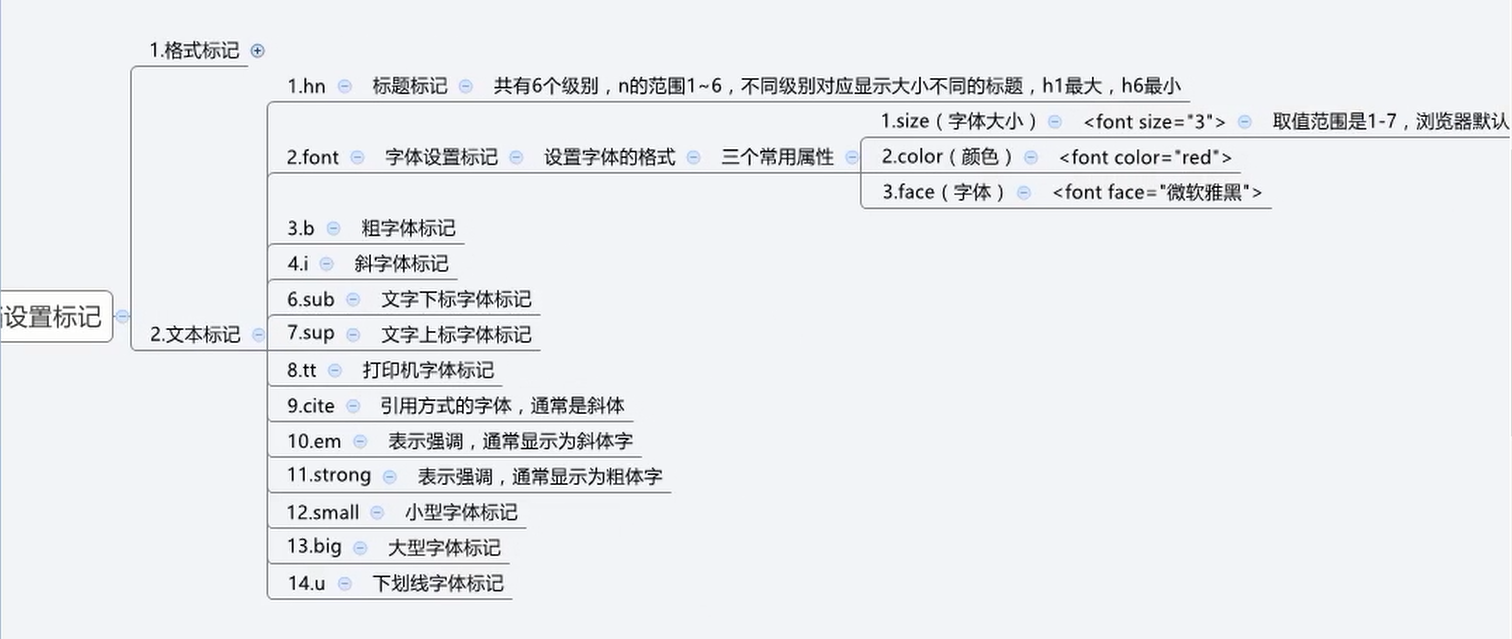 1.格式标记
1.hn 标题标记 共有6个级别，n的范围1~6，不同级别对应显示大小不同的标题，h1最大，h6最小
1.size（字体大小） <font size="3"> 取值范围是1-7，浏览器默认
2.font 字体设置标记 设置字体的格式 三个常用属性 2.color（颜色） <font color="red">
3.face（字体） <font face="微软雅黑">
3.b 粗字体标记
4.i 斜字体标记
6.sub 文字下标字体标记
设置标记
2.文本标记 7.sup 文字上标字体标记
8.tt 打印机字体标记
9.cite 引用方式的字体，通常是斜体
10.em 表示强调，通常显示为斜体字
11.strong 表示强调，通常显示为粗体字
12.small 小型字体标记
13.big 大型字体标记
14.u 下划线字体标记